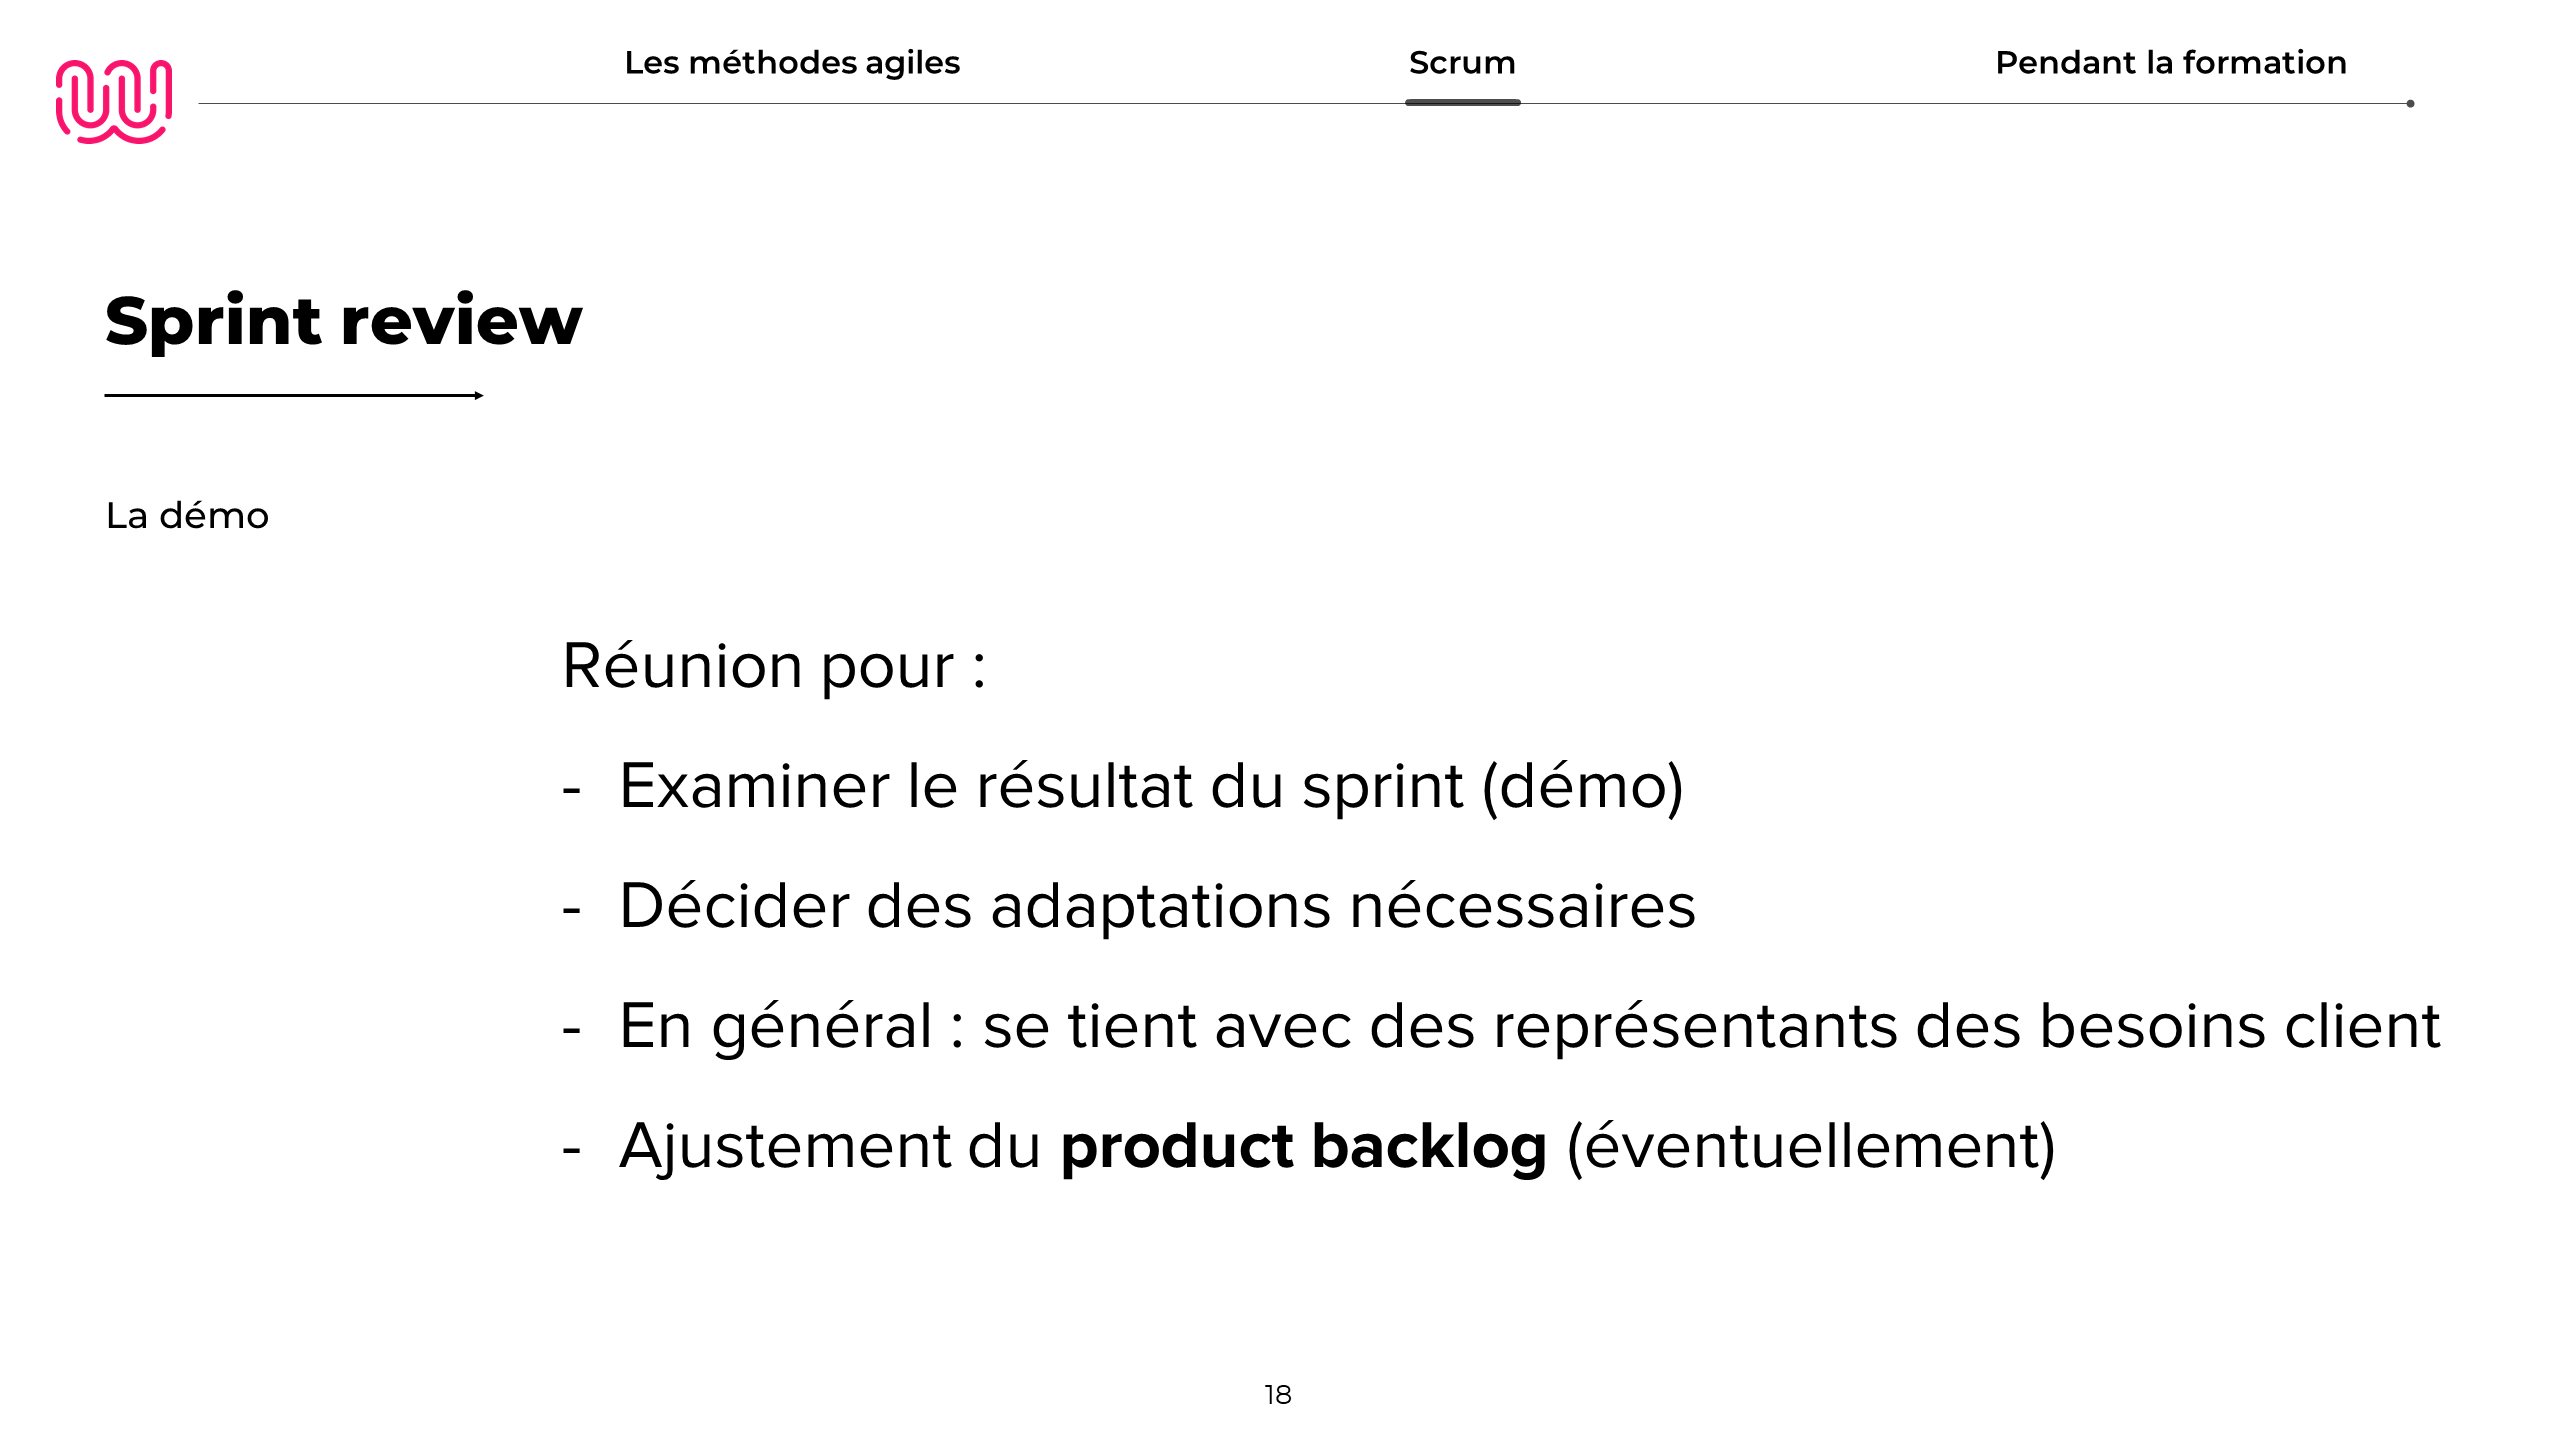 Les méthodes agiles
Scrum
Pendant la formation
Sprint review
La démo
Réunion pour :
- Examiner le résultat du sprint (démo)
- Décider des adaptations nécessaires
- En général : se tient avec des représentants des besoins client
- Ajustement du product backlog (éventuellement)
18